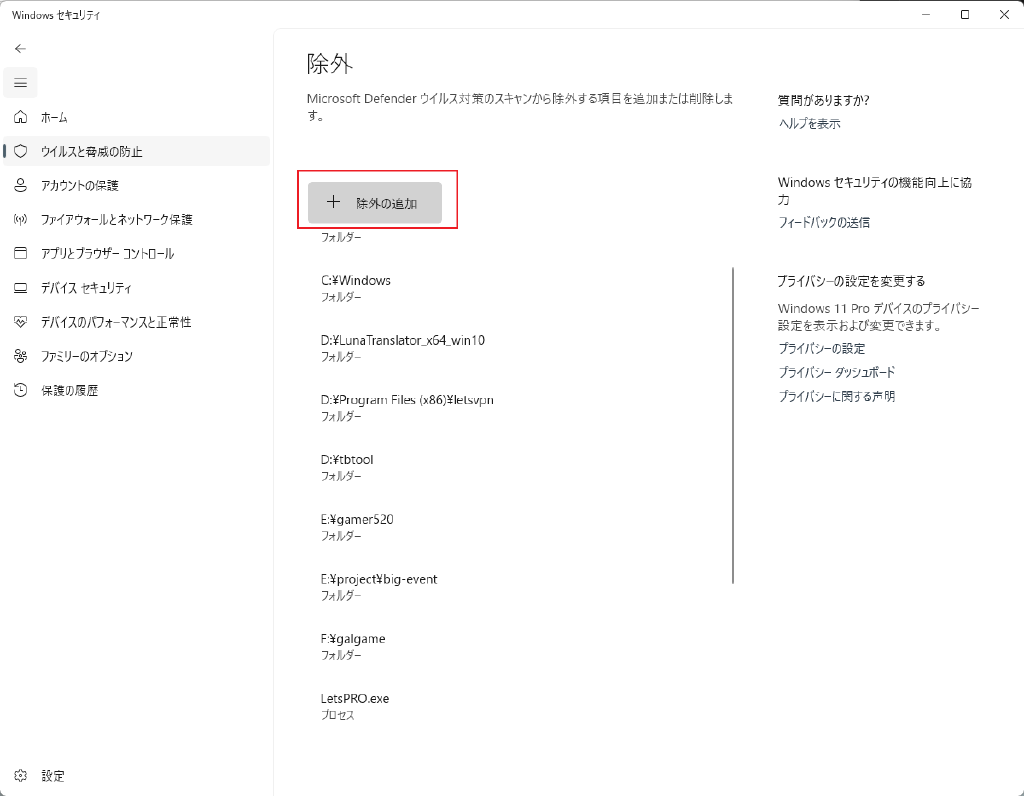 Windows セキュリティ
ホーム
ウイルスと脅威の防止
アカウントの保護
ファイアウォールとネットワーク保護
アプリとブラウザー コントロール
デバイス セキュリティ
デバイスのパフォーマンスと正常性
ファミリーのオプション
保護の履歴
設定
除外
Microsoft Defender ウイルス対策のスキャンから除外する項目を追加または削除しま
す。
除外の追加
フォルダー
C:¥Windows
フォルダー
D:¥LunaTranslator_x64_win10
フォルダー
D:¥Program Files (x86)¥letsvpn
フォルダー
D:¥tbtool
フォルダー
E:¥gamer520
フォルダー
E:¥project¥big-event
フォルダー
F:¥galgame
フォルダー
LetsPRO.exe
プロセス
質問がありますか?
ヘルプを表示
Windows セキュリティの機能向上に協
力
フィードバックの送信
プライバシーの設定を変更する
Windows 11 Pro デバイスのプライバシー
設定を表示および変更できます。
プライバシーの設定
プライバシー ダッシュボード
プライバシーに関する声明